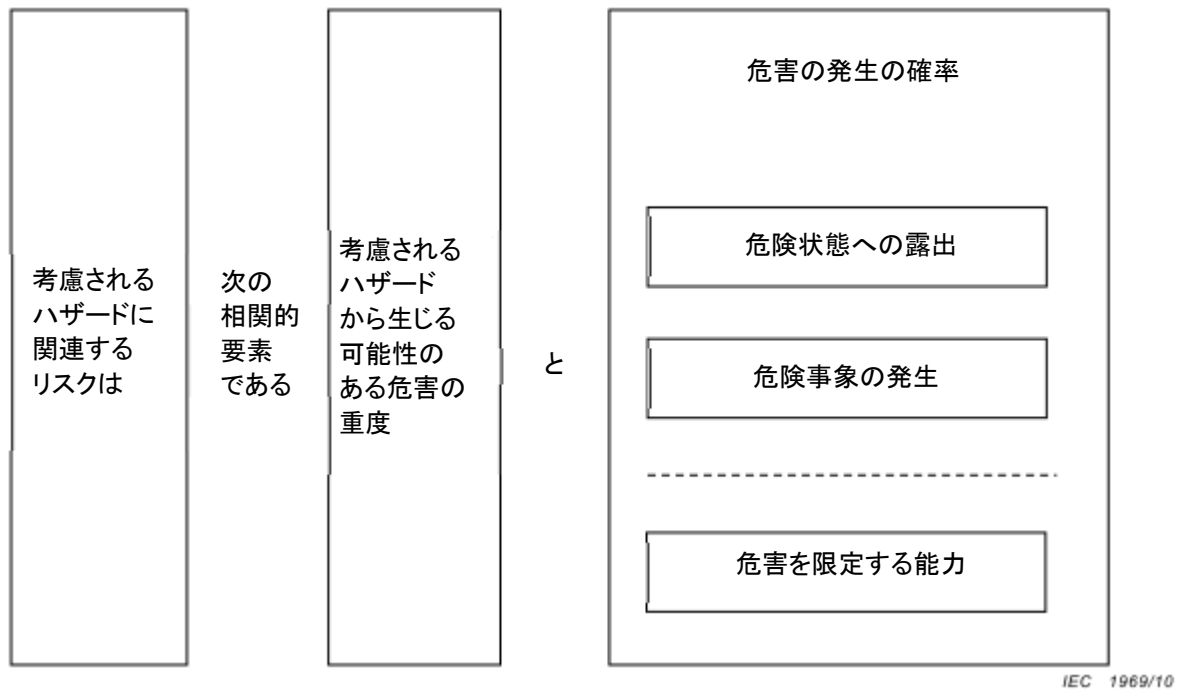 考慮される
ハザードに
関連する
リスクは
次の
相関的
要素
である
考慮される
ハザード
から生じる
可能性の
ある危害の
重度
と
危害の発生の確率
危険状態への露出
危険事象の発生
危害を限定する能力
IEC 1969/10